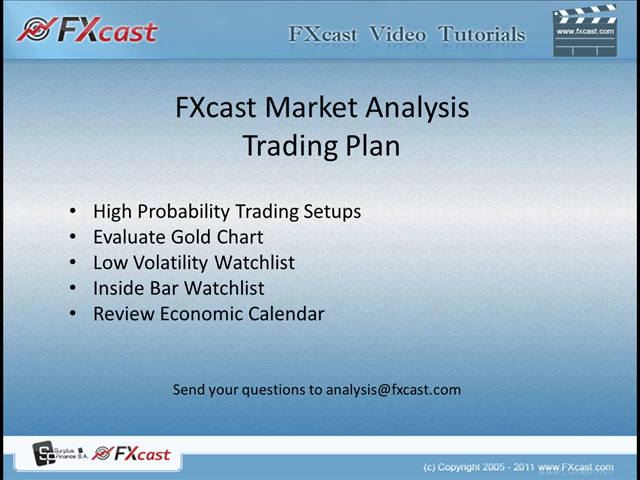 FXcast
FXcast Video Tutorials
www.fxcast.com
FXcast Market Analysis
Trading Plan
• High Probability Trading Setups
• Evaluate Gold Chart
• Low Volatility Watchlist
• Inside Bar Watchlist
• Review Economic Calendar
Send your questions to analysis@fxcast.com
Surplus
Finance S.A.
FXcast
(c) Copyright 2005 - 2011 www.FXcast.com